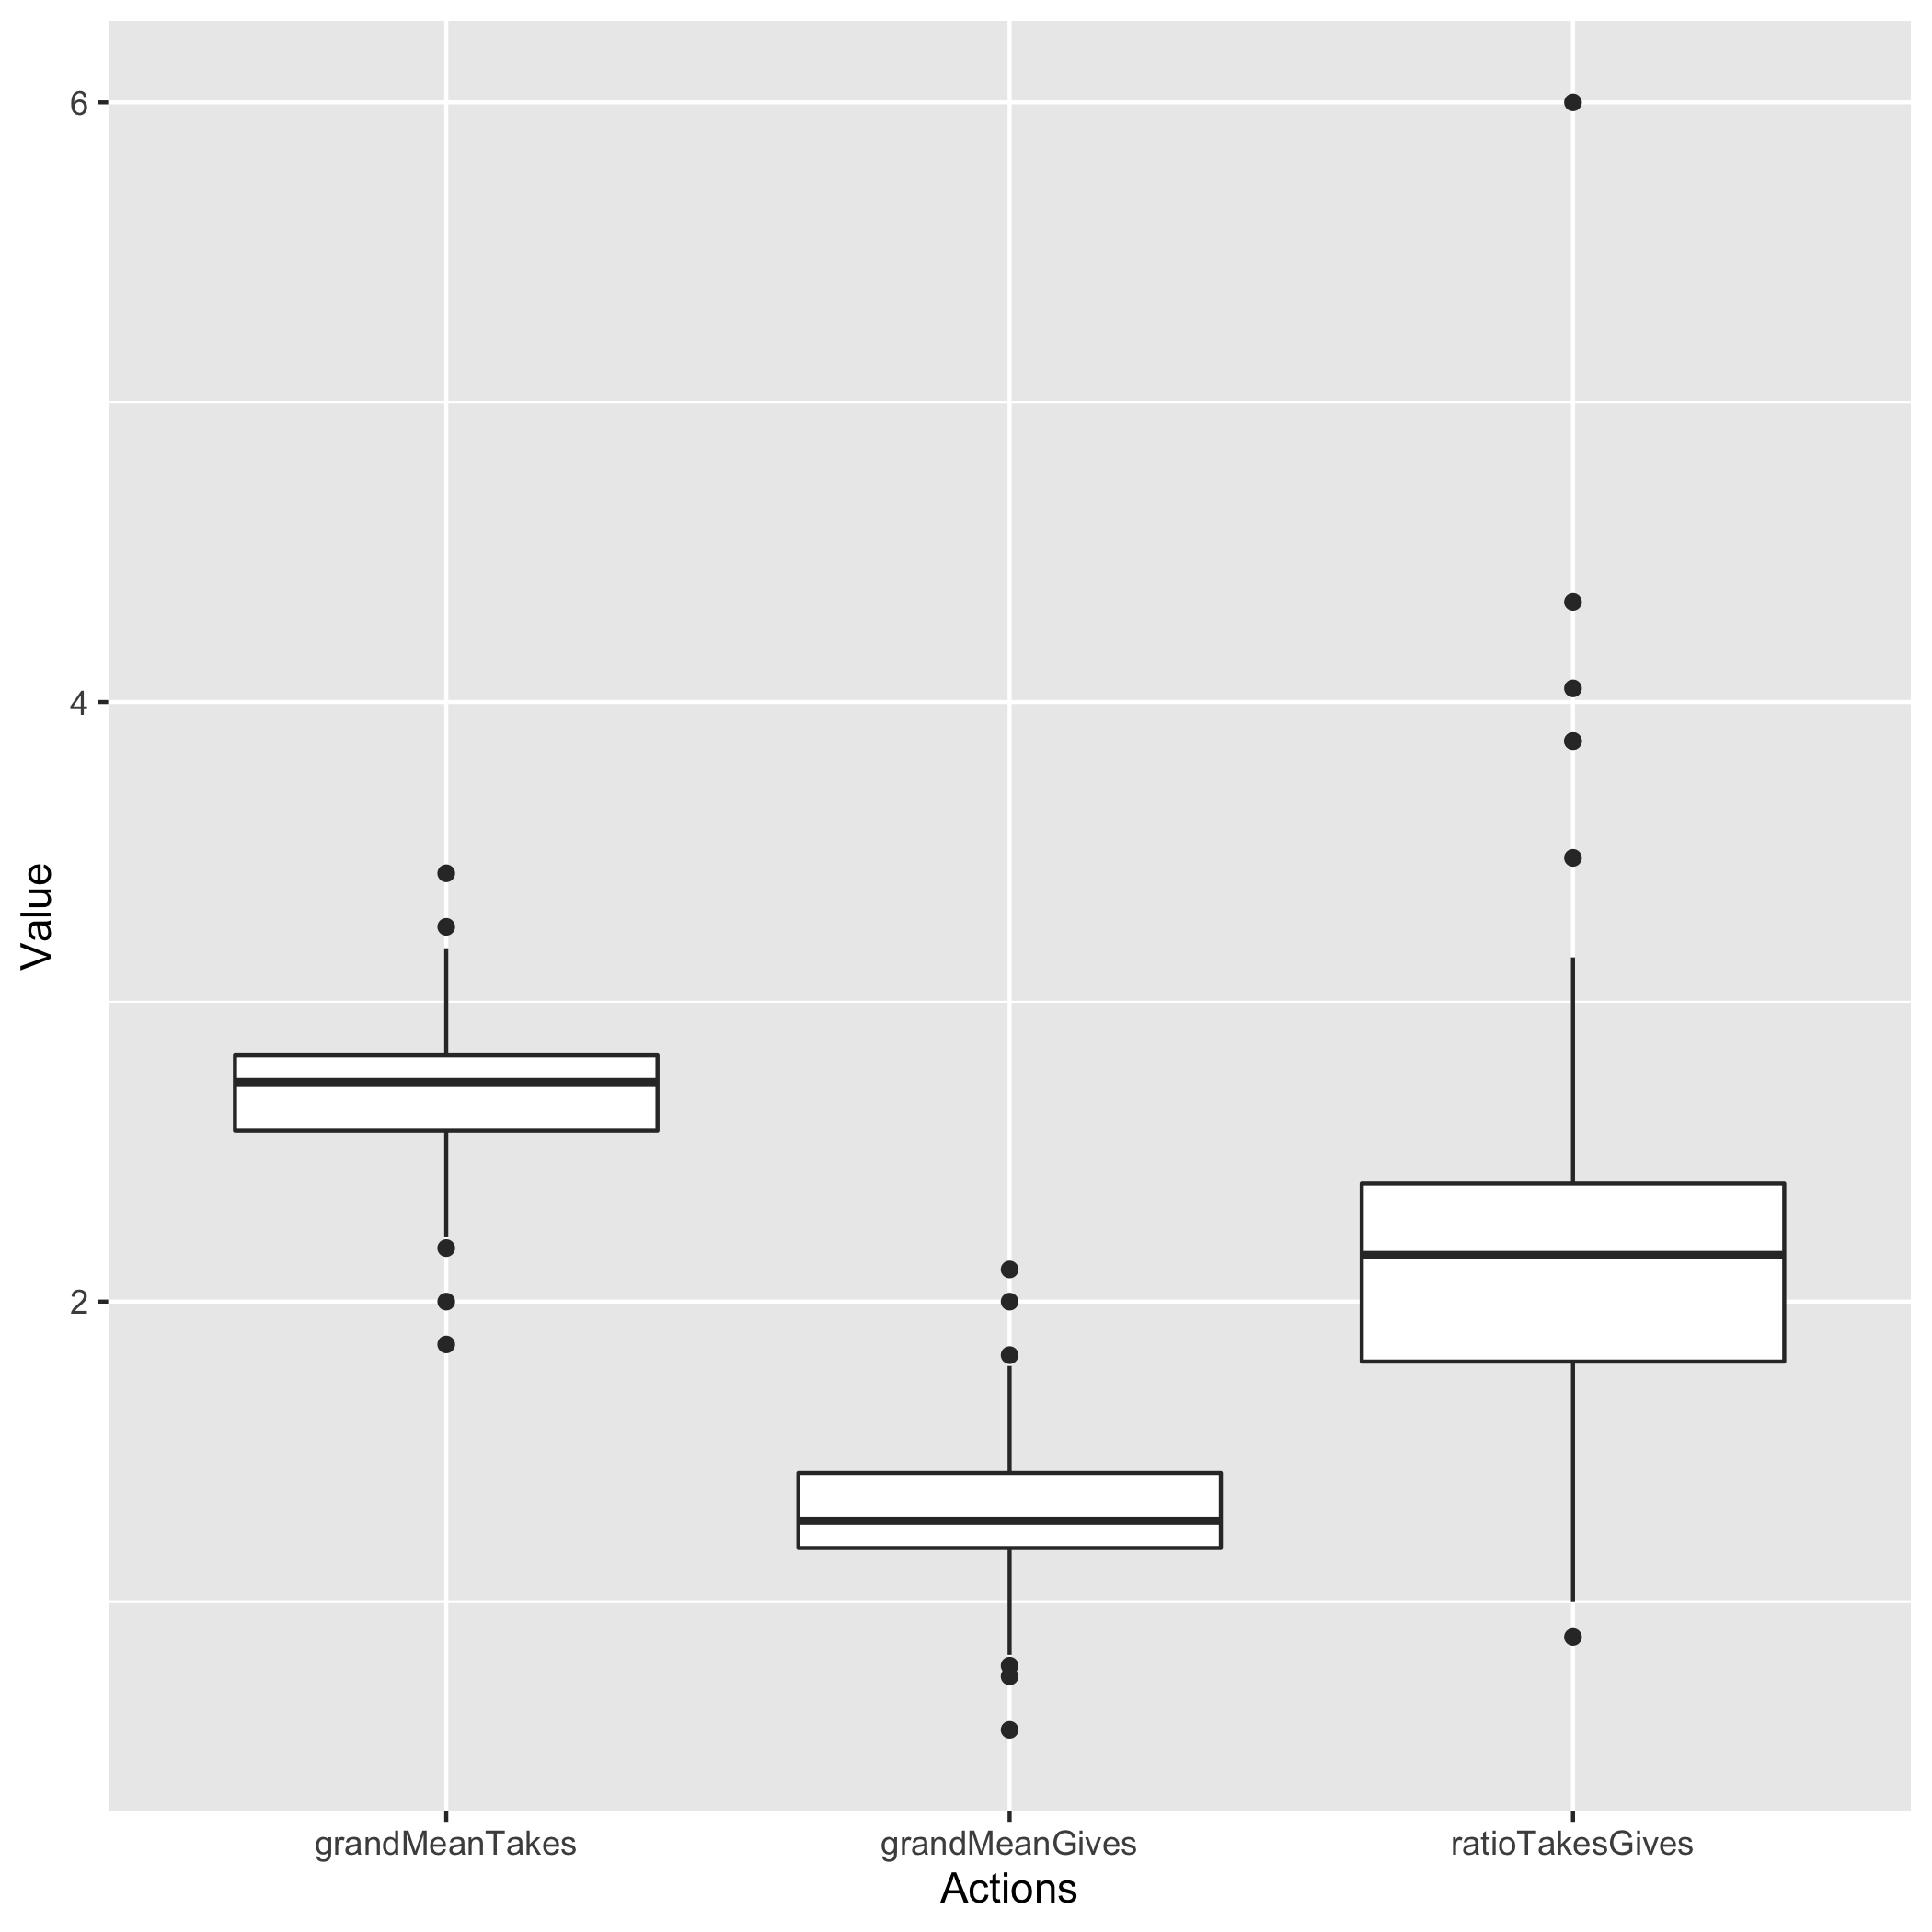 6
4
2
Value
grandMeanTakes
grandMeanGives
ratioTakesGives
Actions